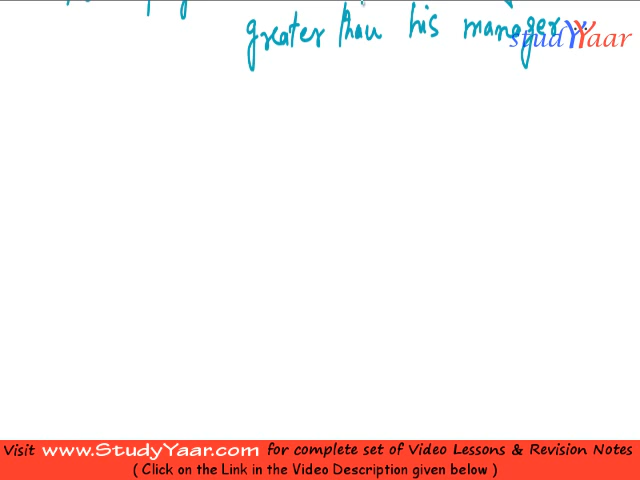 greater than his manager
studYYaar
Visit www.StudyYaar.com for complete set of Video Lessons & Revision Notes
( Click on the Link in the Video Description given below )